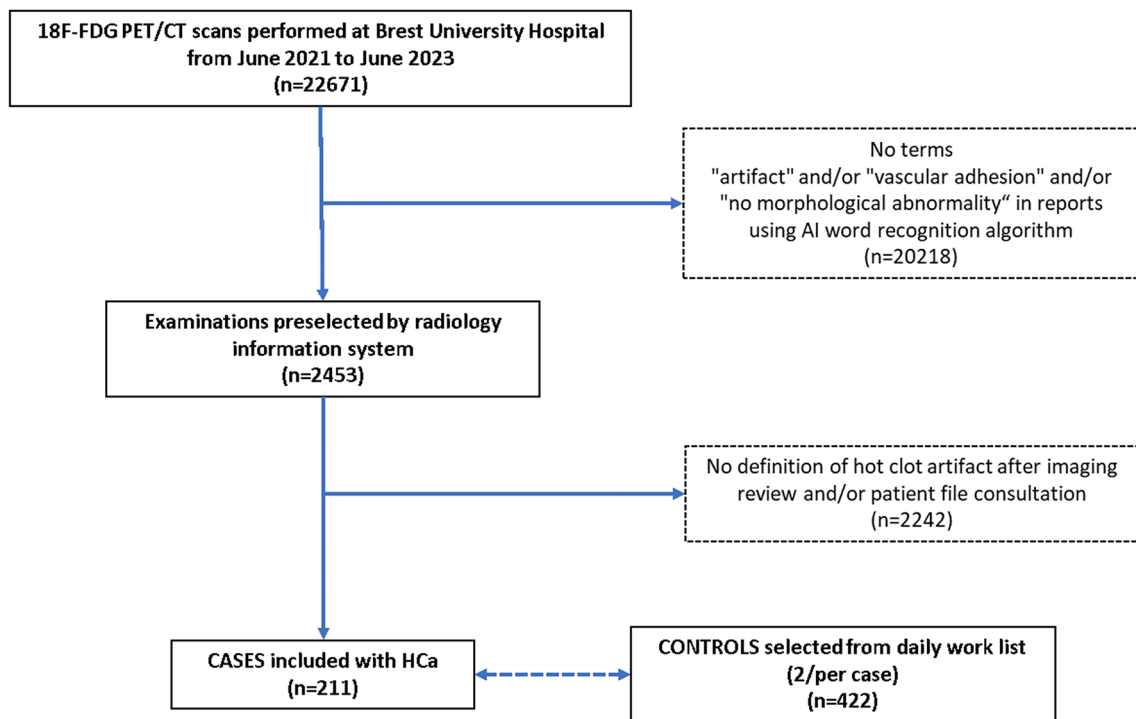 18F-FDG PET/CT scans performed at Brest University Hospital
from June 2021 to June 2023
(n=22671)
No terms
"artifact" and/or "vascular adhesion" and/or
"no morphological abnormality“ in reports
using AI word recognition algorithm
(n=20218)
Examinations preselected by radiology
information system
(n=2453)
No definition of hot clot artifact after imaging
review and/or patient file consultation
(n=2242)
CASES included with HCa
(n=211)
CONTROLS selected from daily work list
(2/per case)
n=422)